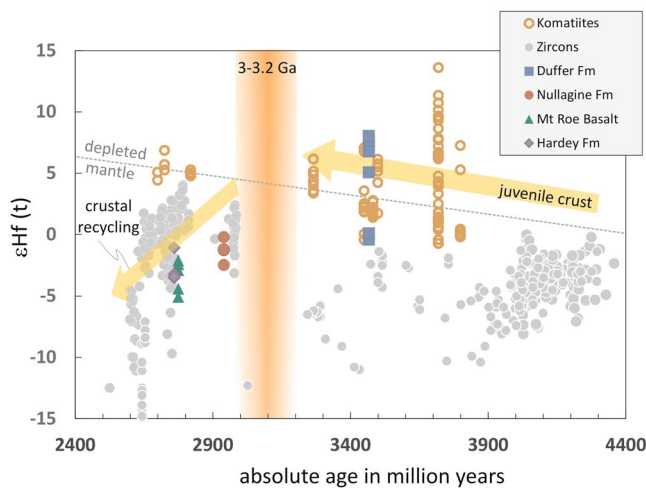 Komatiites
Zircons
Duffer Fm
Nullagine Fm
Mt Roe Basalt
Hardey Fm
15
10
5
0
-5
-10
-15
εHf (t)
3-3.2 Ga
depleted
mantle
crustal
recycling
juvenile crust
2400
2900
3400
3900
4400
absolute age in million years